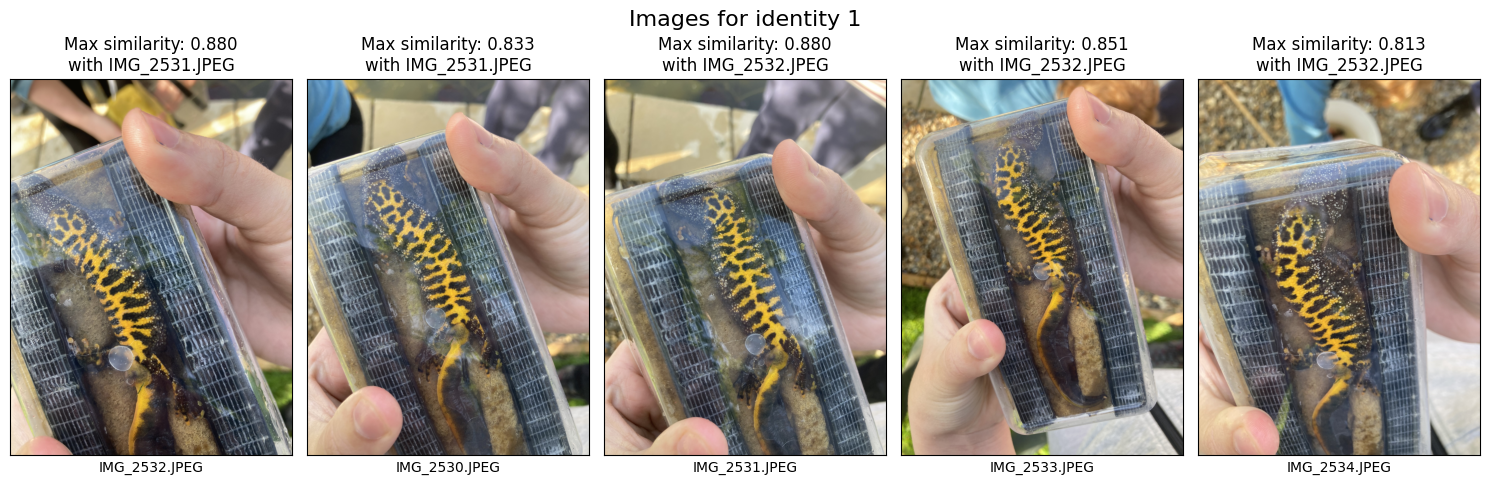 Images for identity 1
Max similarity: 0.880
with IMG_2531.JPEG
Max similarity: 0.833
with IMG_2531.JPEG
Max similarity: 0.880
with IMG_2532.JPEG
Max similarity: 0.851
with IMG_2532.JPEG
Max similarity: 0.813
with IMG_2532.JPEG
IMG_2532.JPEG
IMG_2530.JPEG
IMG_2531.JPEG
IMG_2533.JPEG
IMG_2534.JPEG